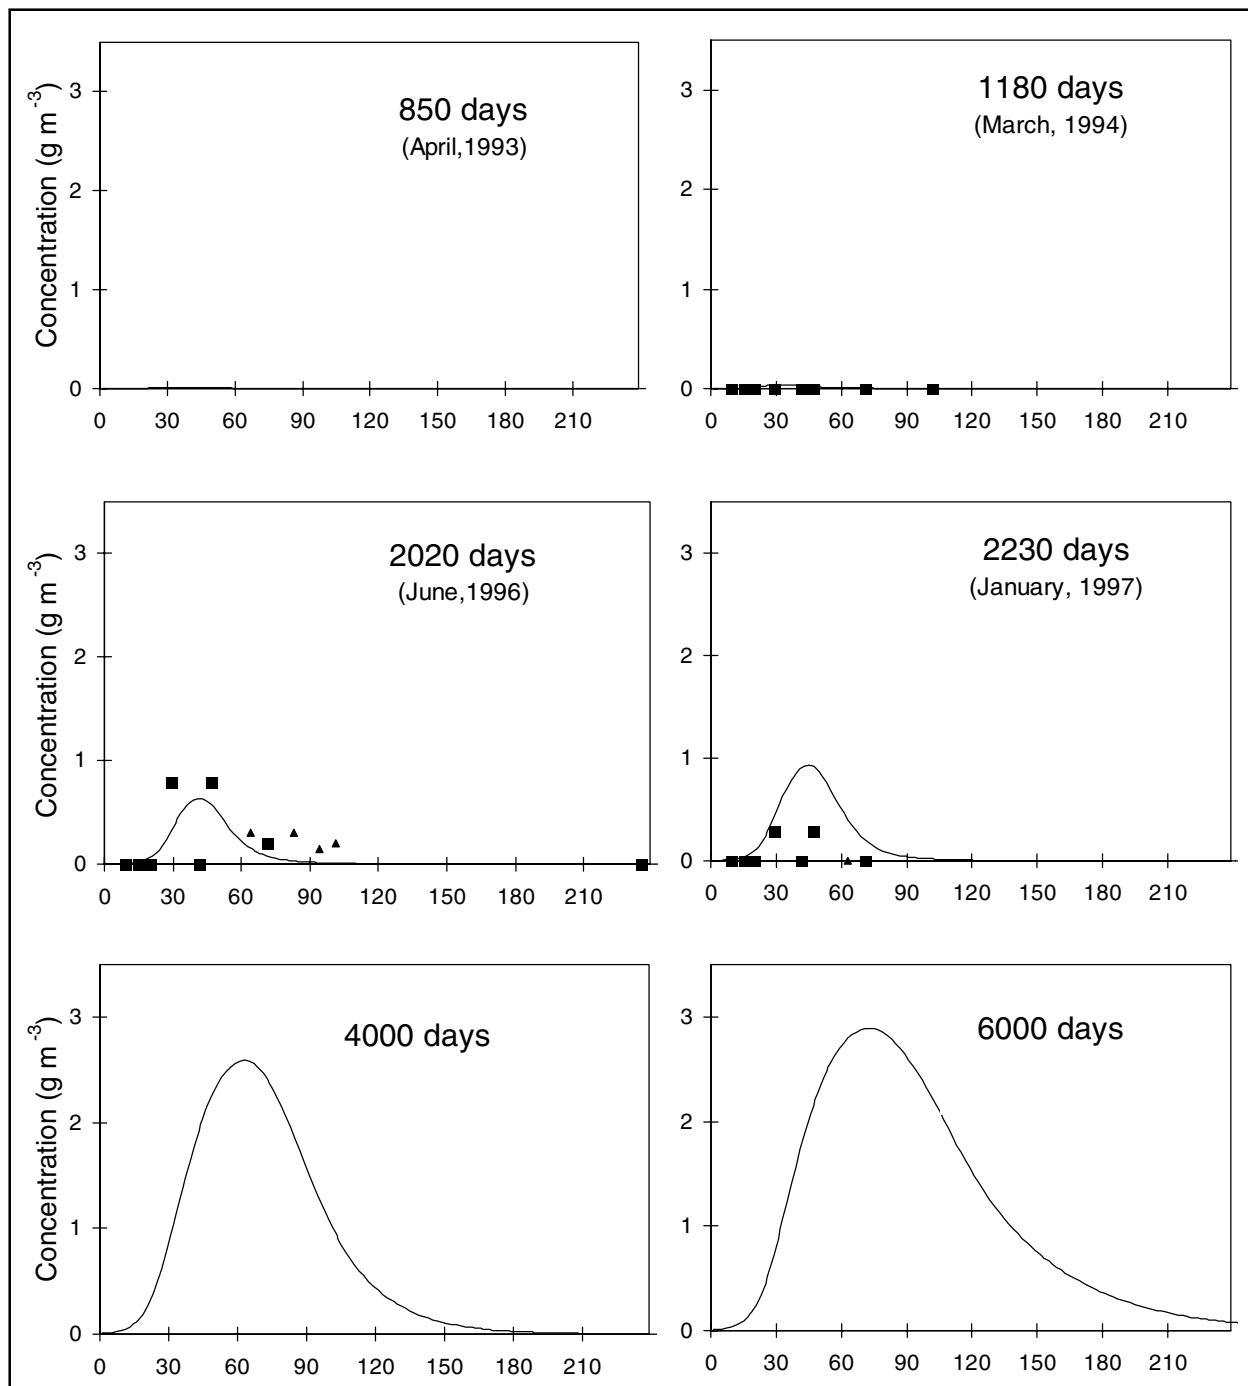 Concentration (g m⁻³)
3
2
1
0
850 days
(April,1993)
0 30 60 90 120 150 180 210
3
2
1
0
1180 days
(March, 1994)
0 30 60 90 120 150 180 210
Concentration (g m⁻³)
3
2
1
0
2020 days
(June,1996)
0 30 60 90 120 150 180 210
3
2
1
0
2230 days
(January, 1997)
0 30 60 90 120 150 180 210
Concentration (g m⁻³)
3
2
1
0
4000 days
0 30 60 90 120 150 180 210
3
2
1
0
6000 days
0 30 60 90 120 150 180 210